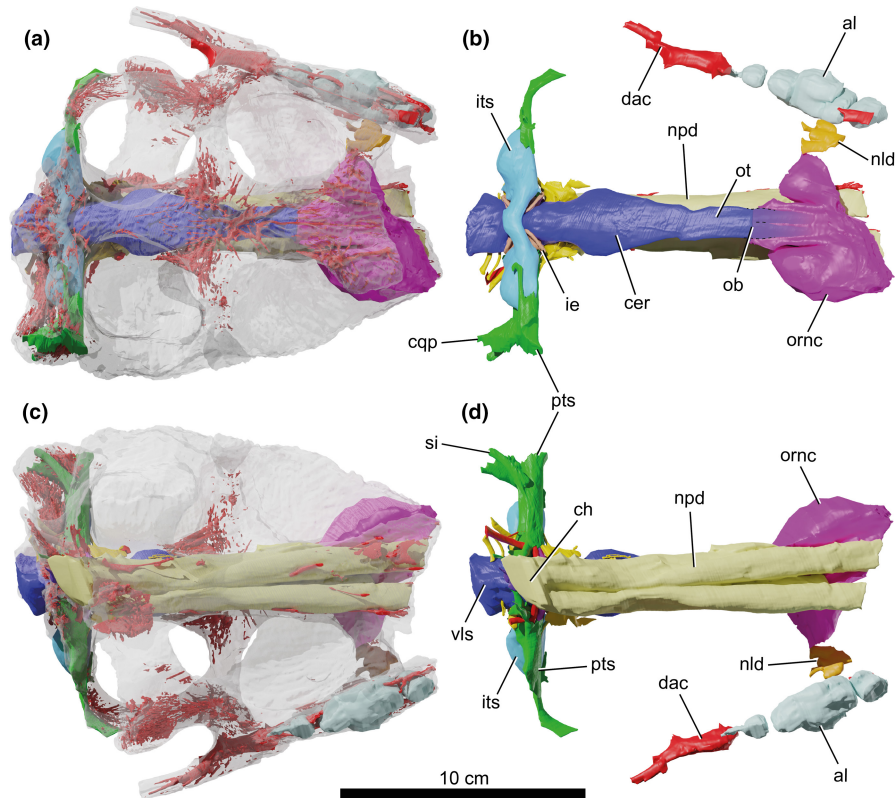 (a)
(b)
al
dac
its
npd
nld
ot
ie
cer
ob
ornc
cqp
pts
(c)
(d)
si
ornc
ch
npd
vls
its
pts
nld
dac
al
10 cm